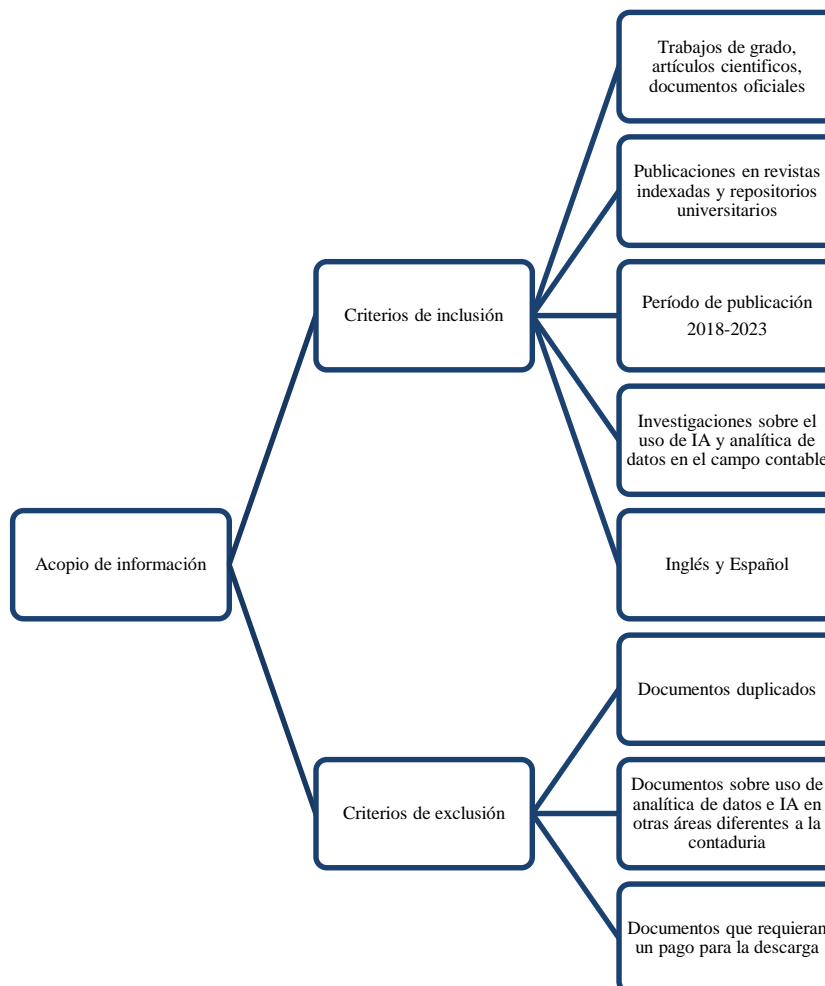 Trabajos de grado,
artículos cientificos,
documentos oficiales
Publicaciones en revistas
indexadas y repositorios
universitarios
Criterios de inclusión
Período de publicación
2018-2023
Investigaciones sobre el
uso de IA y analítica de
datos en el campo contable
Acopio de información
Inglés y Español
Documentos duplicados
Criterios de exclusión
Documentos sobre uso de
analítica de datos e IA en
otras áreas diferentes a la
contaduria
Documentos que requieran
un pago para la descarga